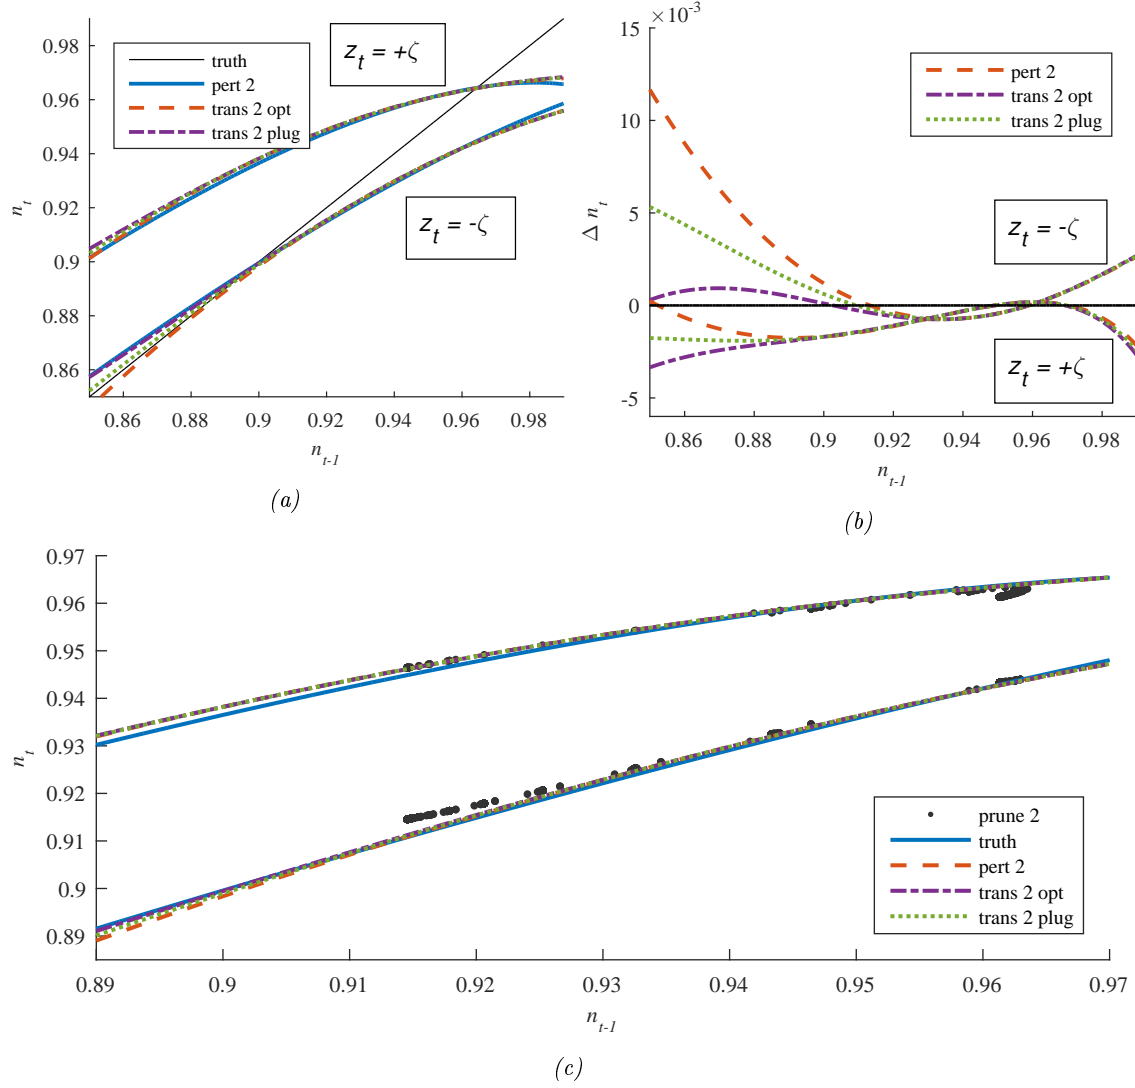 0.98
0.96
0.94
0.92
0.9
0.88
0.86
n_t
truth
pert 2
trans 2 opt
trans 2 plug
z_t = +ζ
z_t = -ζ
0.86 0.88 0.9 0.92 0.94 0.96 0.98
n_{t-1}
(a)
×10^{-3}
15
10
5
0
-5
Δ n_t
pert 2
trans 2 opt
trans 2 plug
z_t = -ζ
z_t = +ζ
0.86 0.88 0.9 0.92 0.94 0.96 0.98
n_{t-1}
(b)
0.97
0.96
0.95
0.94
0.93
0.92
0.91
0.9
0.89
n_t
prune 2
truth
pert 2
trans 2 opt
trans 2 plug
0.89 0.9 0.91 0.92 0.93 0.94 0.95 0.96 0.97
n_{t-1}
(c)